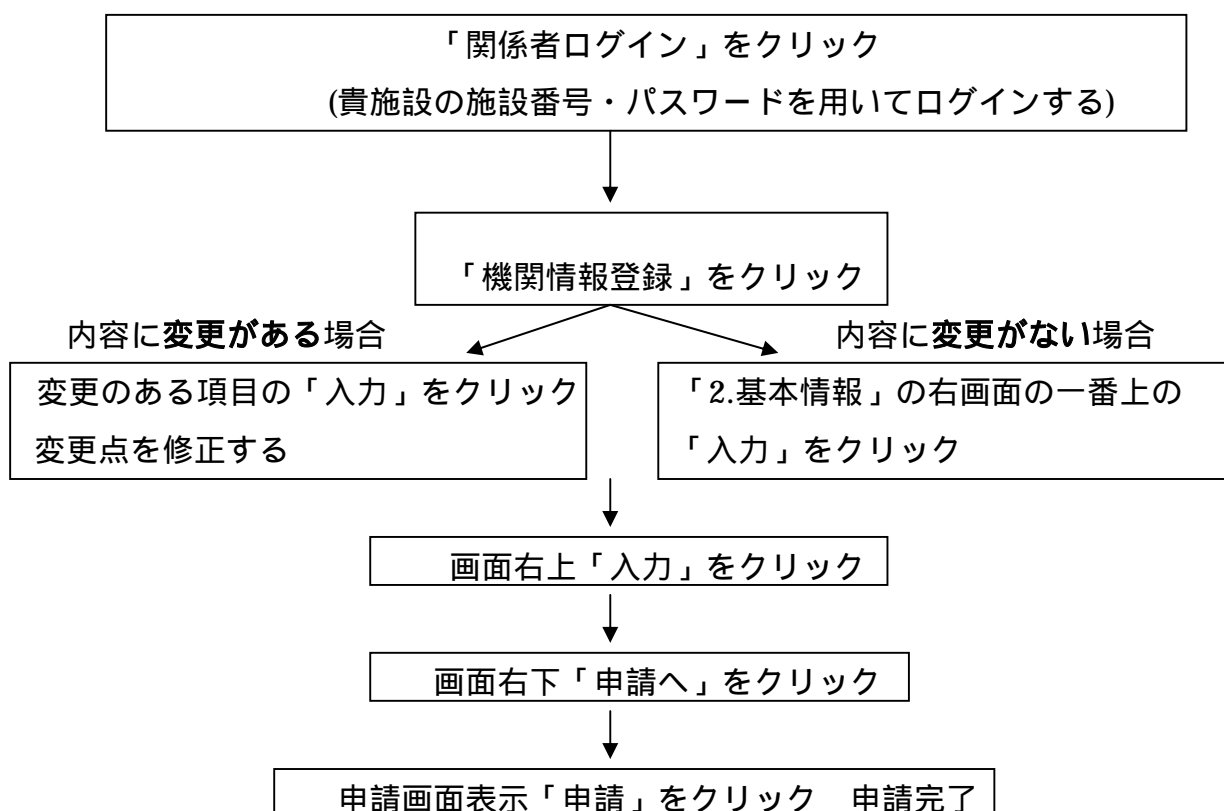 「関係者ログイン」をクリック
(貴施設の施設番号・パスワードを用いてログインする)
「機関情報登録」をクリック
内容に変更がある場合
内容に変更がない場合
変更のある項目の「入力」をクリック
変更点を修正する
「2.基本情報」の右画面の一番上の
「入力」をクリック
画面右上「入力」をクリック
画面右下「申請へ」をクリック
申請画面表示「申請」をクリック　申請完了